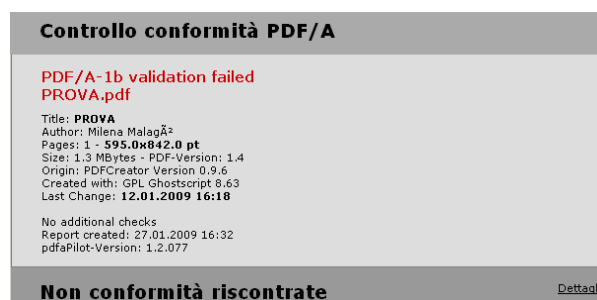 Controllo conformità PDF/A
PDF/A-1b validation failed
PROVA.pdf
Title: PROVA
Author: Milena MalagÃ²
Pages: 1 - 595.0x842.0 pt
Size: 1.3 MBytes - PDF-Version: 1.4
Origin: PDFCreator Version 0.9.6
Created with: GPL Ghostscript 8.63
Last Change: 12.01.2009 16:18
No additional checks
Report created: 27.01.2009 16:32
pdfaPilot-Version: 1.2.077
Non conformità riscontrate
Dettagl